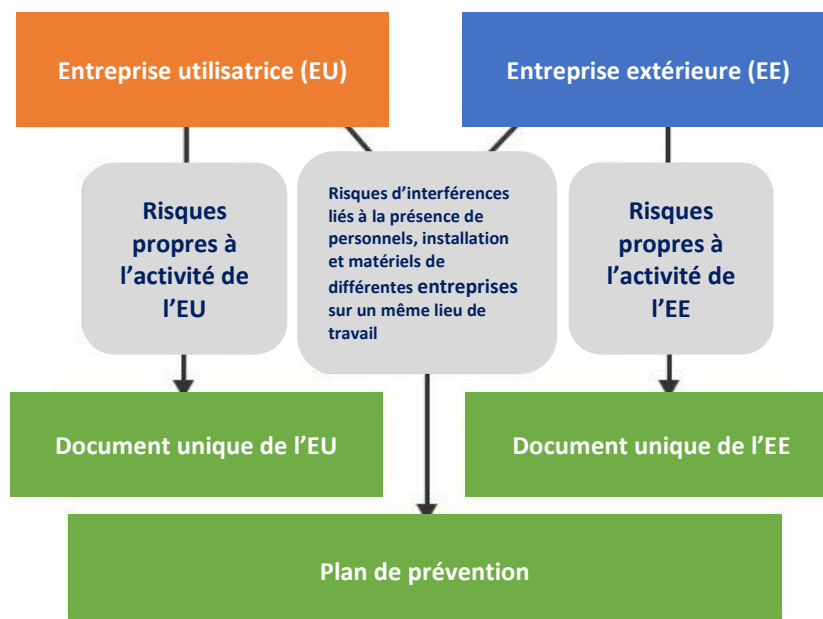 Entreprise utilisatrice (EU)
Entreprise extérieure (EE)
Risques
propres à
l’activité de
l’EU
Risques d’interférences
liés à la présence de
personnels, installation
et matériels de
différentes entreprises
sur un même lieu de
travail
Risques
propres à
l’activité de
l’EE
Document unique de l’EU
Document unique de l’EE
Plan de prévention